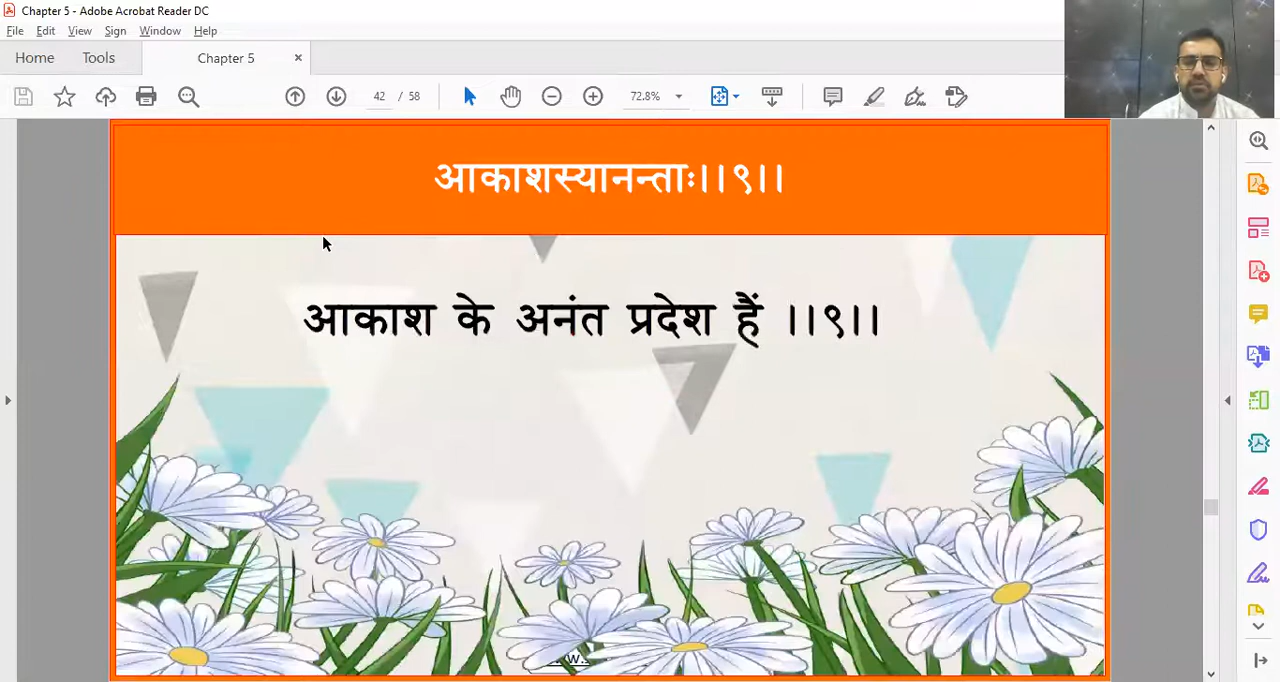 Chapter 5 - Adobe Acrobat Reader DC
File Edit View Sign Window Help
Home Tools Chapter 5
42 / 58 72.8%
आकाशस्यानन्ताः।।९।।
आकाश के अनंत प्रदेश हैं ।।९।।